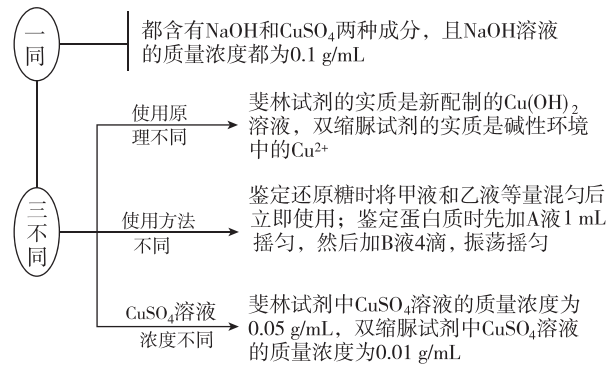 一同
都含有NaOH和CuSO₄两种成分，且NaOH溶液
的质量浓度都为0.1 g/mL
三不同
使用原
理不同
斐林试剂的实质是新配制的Cu(OH)₂
溶液，双缩脲试剂的实质是碱性环境
中的Cu²⁺
使用方法
不同
鉴定还原糖时将甲液和乙液等量混匀后
立即使用；鉴定蛋白质时先加A液1 mL
摇匀，然后加B液4滴，振荡摇匀
CuSO₄溶液
浓度不同
斐林试剂中CuSO₄溶液的质量浓度为
0.05 g/mL，双缩脲试剂中CuSO₄溶液
的质量浓度为0.01 g/mL